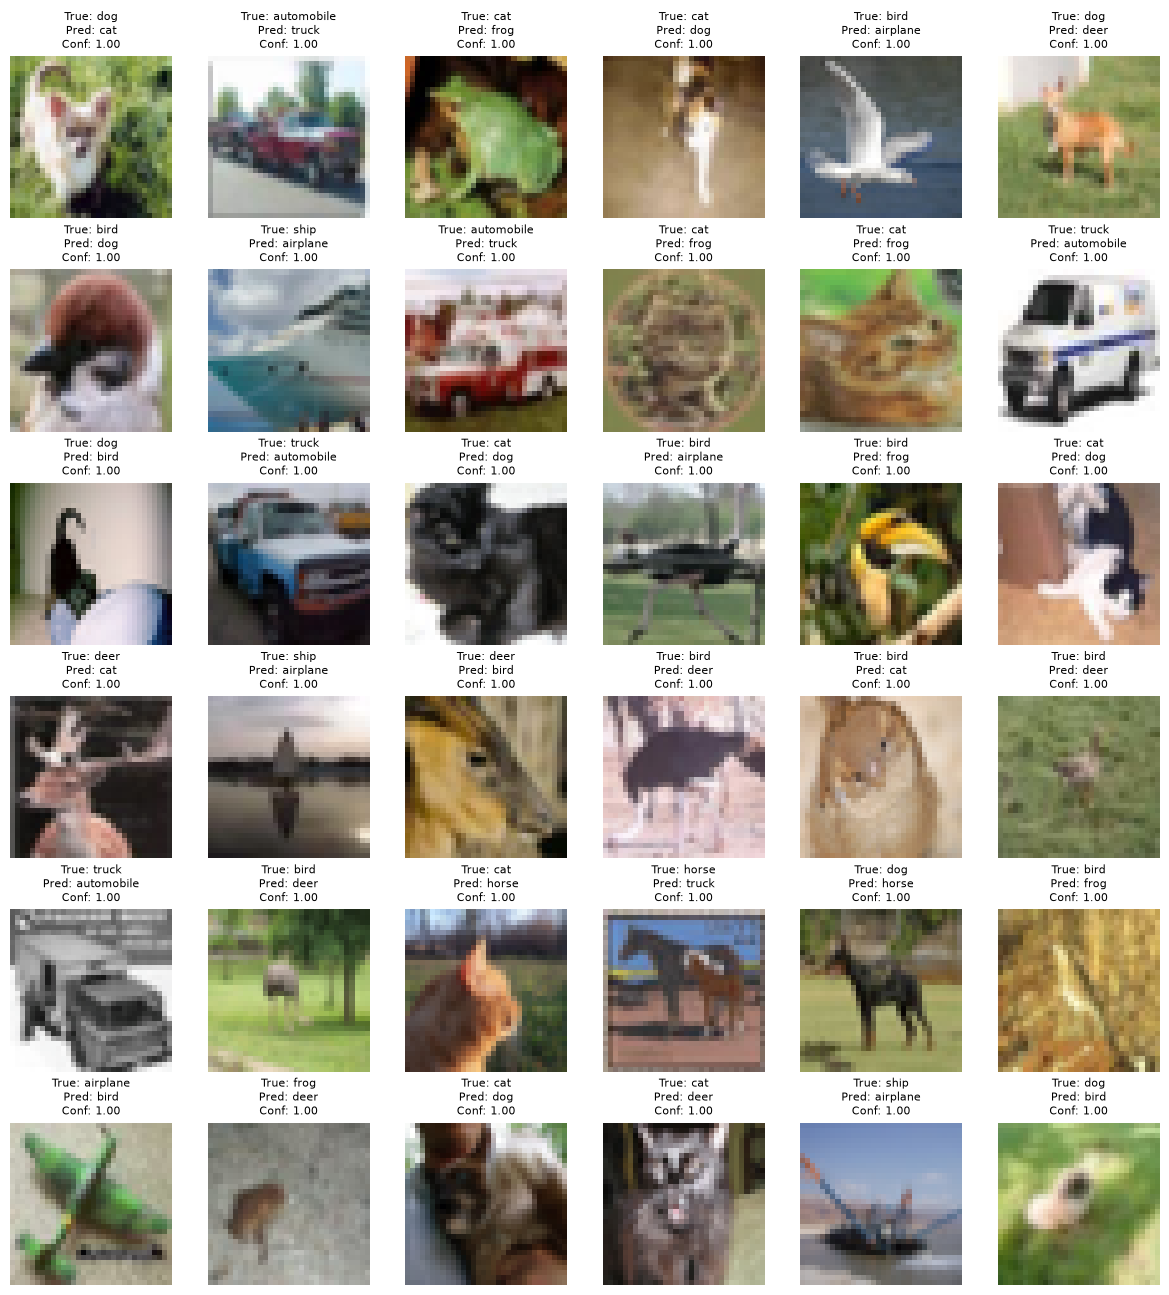 True: dog
Pred: cat
Conf: 1.00
True: automobile
Pred: truck
Conf: 1.00
True: cat
Pred: frog
Conf: 1.00
True: cat
Pred: dog
Conf: 1.00
True: bird
Pred: airplane
Conf: 1.00
True: dog
Pred: deer
Conf: 1.00
True: bird
Pred: dog
Conf: 1.00
True: ship
Pred: airplane
Conf: 1.00
True: automobile
Pred: truck
Conf: 1.00
True: cat
Pred: frog
Conf: 1.00
True: cat
Pred: frog
Conf: 1.00
True: truck
Pred: automobile
Conf: 1.00
True: dog
Pred: bird
Conf: 1.00
True: truck
Pred: automobile
Conf: 1.00
True: cat
Pred: dog
Conf: 1.00
True: bird
Pred: airplane
Conf: 1.00
True: bird
Pred: frog
Conf: 1.00
True: cat
Pred: dog
Conf: 1.00
True: deer
Pred: cat
Conf: 1.00
True: ship
Pred: airplane
Conf: 1.00
True: deer
Pred: bird
Conf: 1.00
True: bird
Pred: deer
Conf: 1.00
True: bird
Pred: cat
Conf: 1.00
True: bird
Pred: deer
Conf: 1.00
True: truck
Pred: automobile
Conf: 1.00
True: bird
Pred: deer
Conf: 1.00
True: cat
Pred: horse
Conf: 1.00
True: horse
Pred: truck
Conf: 1.00
True: dog
Pred: horse
Conf: 1.00
True: bird
Pred: frog
Conf: 1.00
True: airplane
Pred: bird
Conf: 1.00
True: frog
Pred: deer
Conf: 1.00
True: cat
Pred: dog
Conf: 1.00
True: cat
Pred: deer
Conf: 1.00
True: ship
Pred: airplane
Conf: 1.00
True: dog
Pred: bird
Conf: 1.00